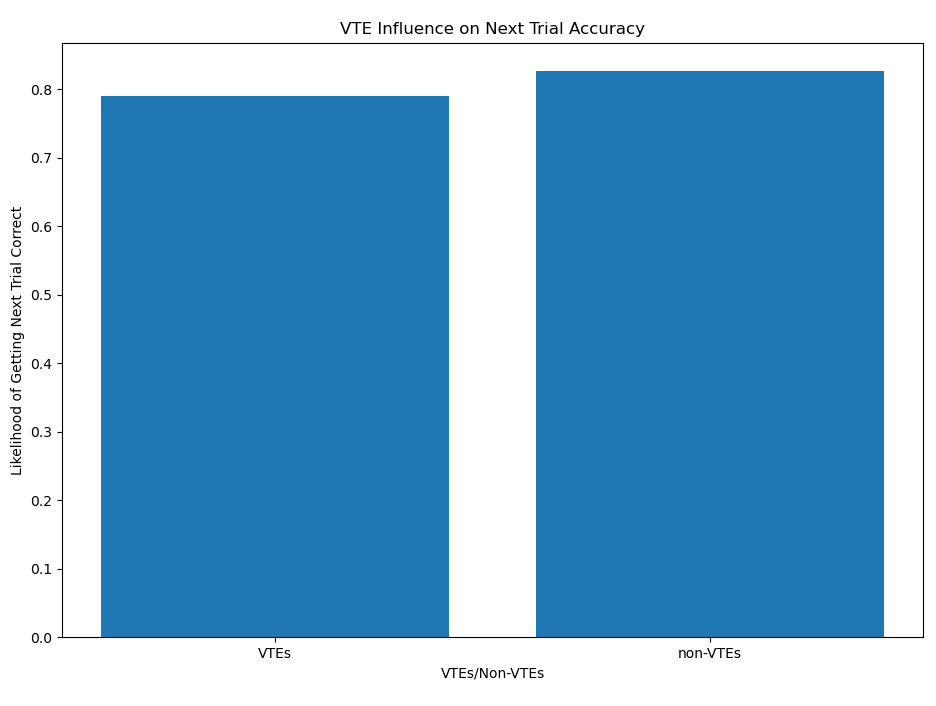 VTE Influence on Next Trial Accuracy
Likelihood of Getting Next Trial Correct
0.8
0.7
0.6
0.5
0.4
0.3
0.2
0.1
0.0
VTEs
non-VTEs
VTEs/Non-VTEs